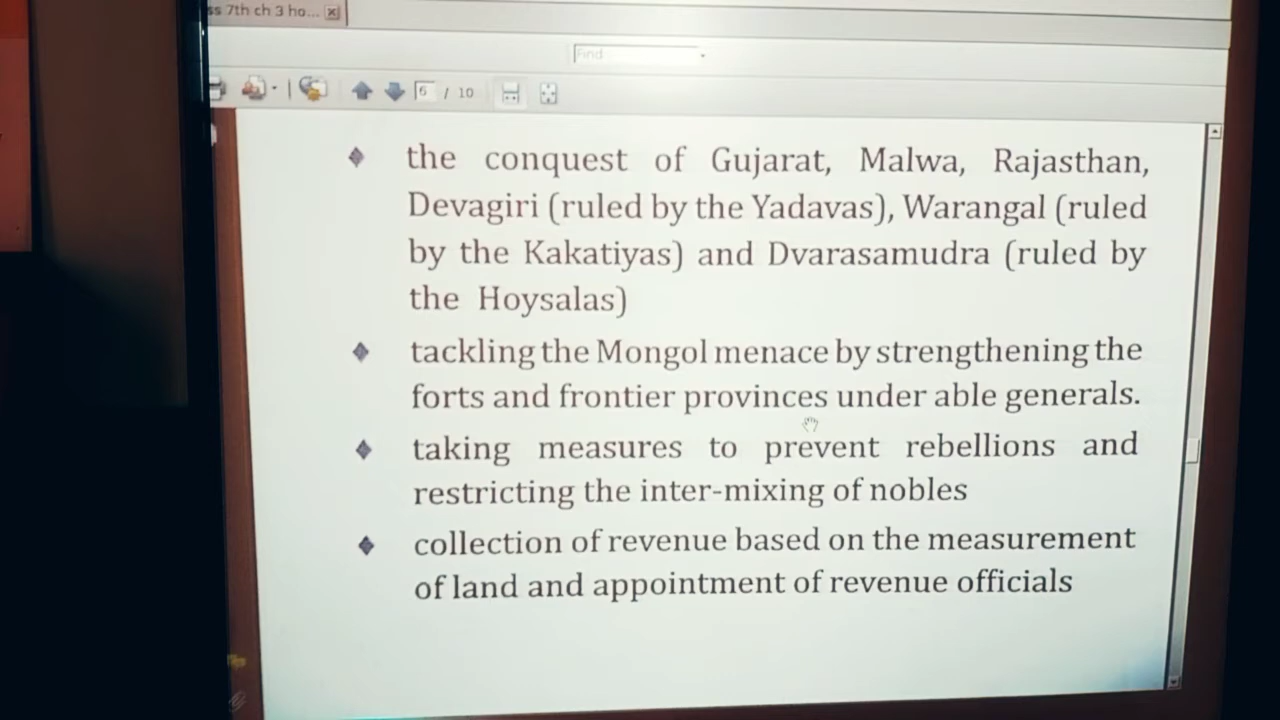 ss 7th ch 3 ho...
Find
6 / 10
the conquest of Gujarat, Malwa, Rajasthan,
Devagiri (ruled by the Yadavas), Warangal (ruled
by the Kakatiyas) and Dvarasamudra (ruled by
the Hoysalas)
tackling the Mongol menace by strengthening the
forts and frontier provinces under able generals.
taking measures to prevent rebellions and
restricting the inter-mixing of nobles
collection of revenue based on the measurement
of land and appointment of revenue officials